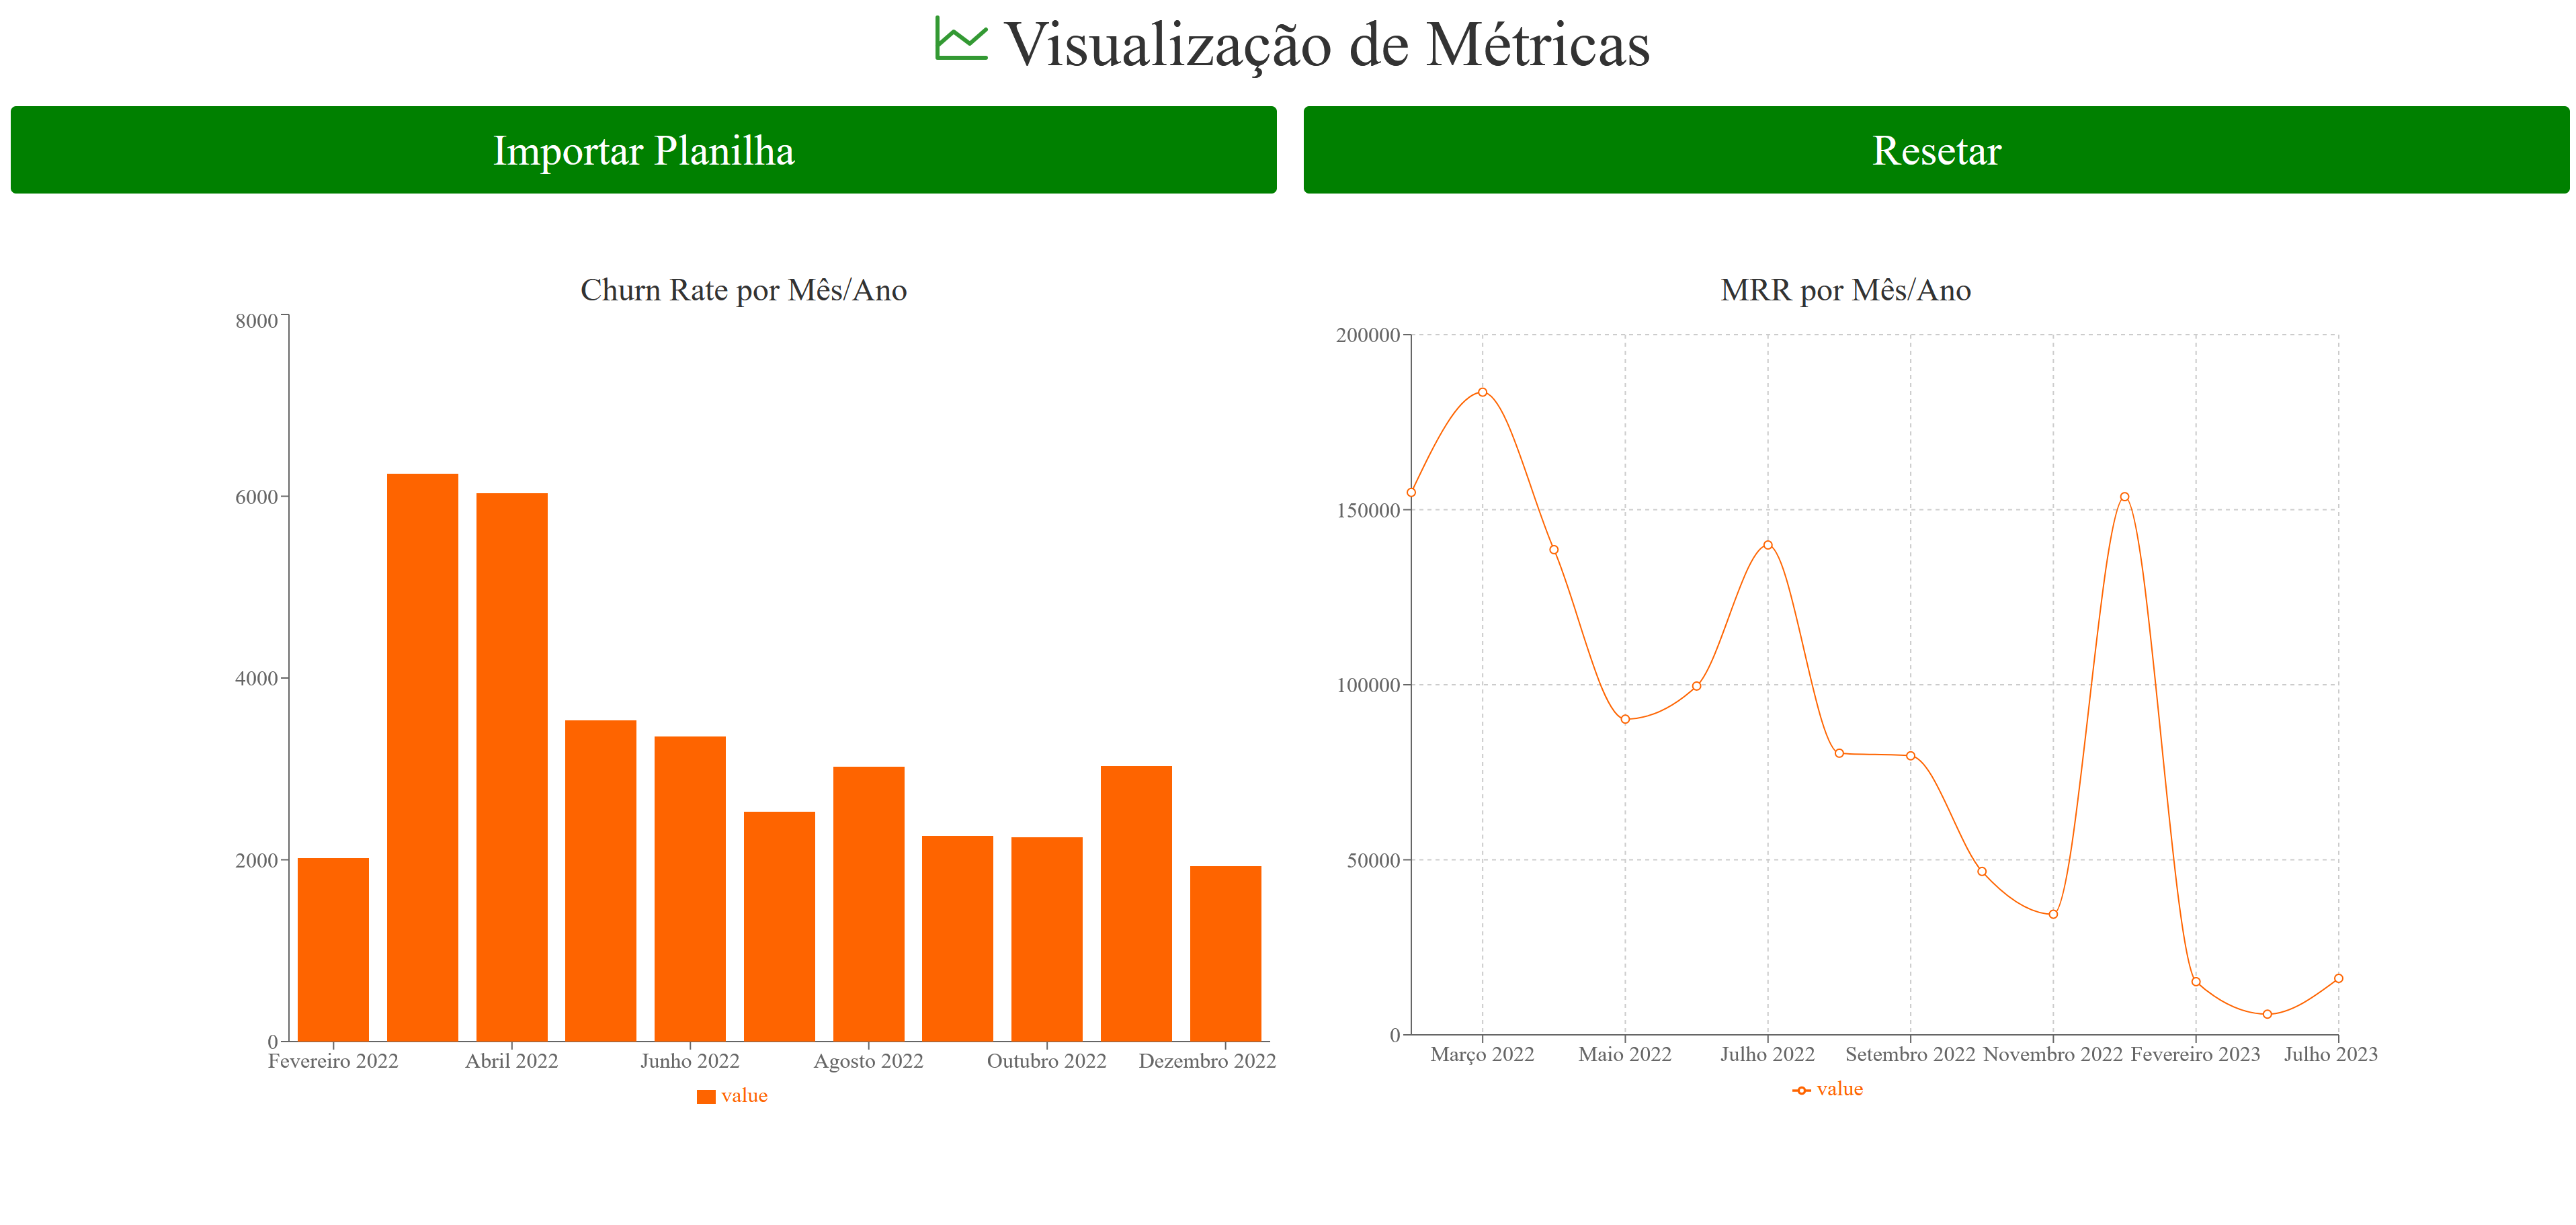 Visualização de Métricas
Importar Planilha
Resetar
Churn Rate por Mês/Ano
8000
6000
4000
2000
0
Fevereiro 2022 Abril 2022 Junho 2022 Agosto 2022 Outubro 2022 Dezembro 2022
value
MRR por Mês/Ano
200000
150000
100000
50000
0
Março 2022 Maio 2022 Julho 2022 Setembro 2022 Novembro 2022 Fevereiro 2023 Julho 2023
value